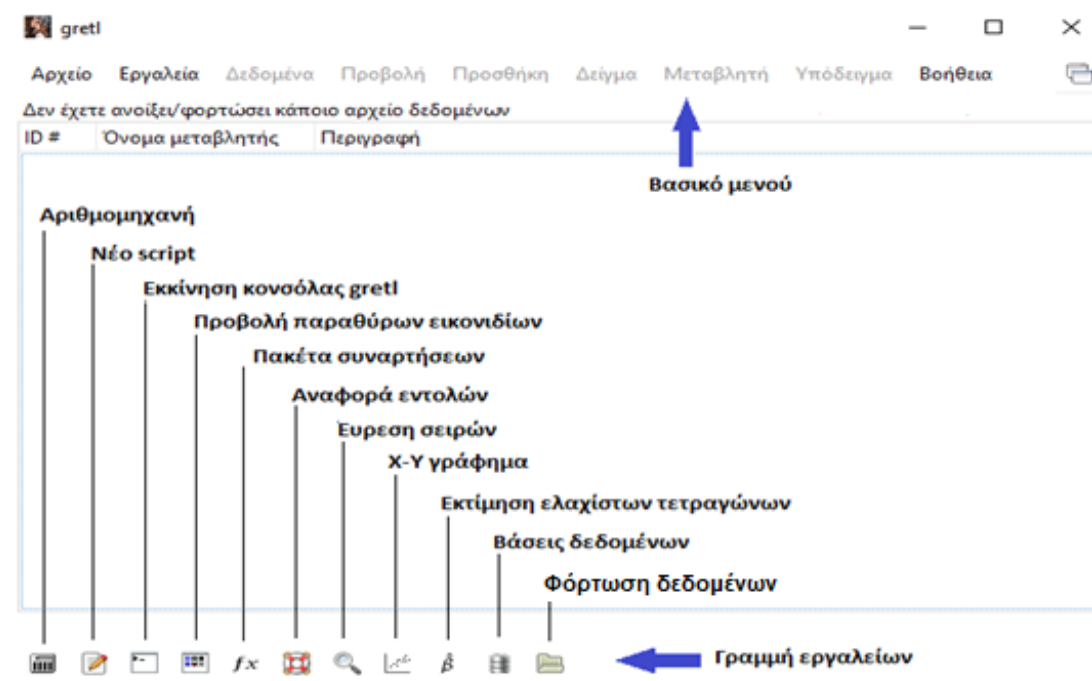 gretl
Αρχείο Εργαλεία Δεδομένα Προβολή Προσθήκη Δείγμα Μεταβλητή Υπόδειγμα Βοήθεια
Δεν έχετε ανοίξει/φορτώσει κάποιο αρχείο δεδομένων
ID # Όνομα μεταβλητής Περιγραφή
Βασικό μενού
Αριθμομηχανή
Νέο script
Εκκίνηση κονσόλας gretl
Προβολή παραθύρων εικονιδίων
Πακέτα συναρτήσεων
Αναφορά εντολών
Έυρεση σειρών
Χ-Υ γράφημα
Εκτίμηση ελαχίστων τετραγώνων
Βάσεις δεδομένων
Φόρτωση δεδομένων
fx β̂
Γραμμή εργαλείων